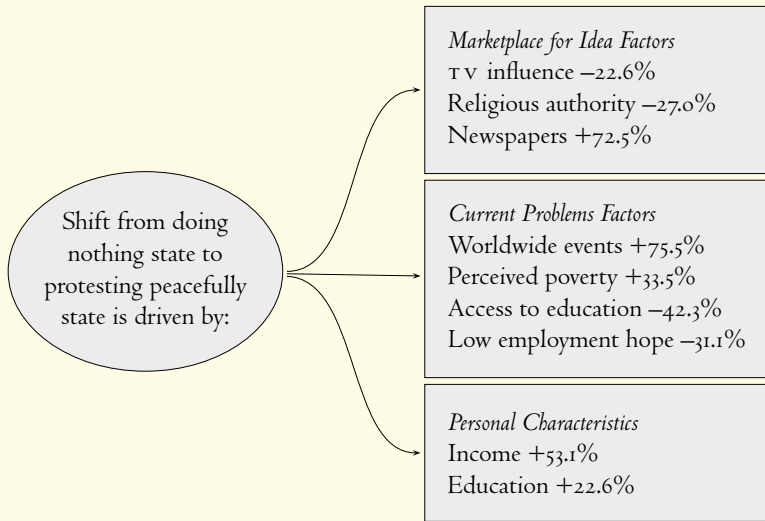 Marketplace for Idea Factors
TV influence –22.6%
Religious authority –27.0%
Newspapers +72.5%
Shift from doing
nothing state to
protesting peacefully
state is driven by:
Current Problems Factors
Worldwide events +75.5%
Perceived poverty +33.5%
Access to education –42.3%
Low employment hope –31.1%
Personal Characteristics
Income +53.1%
Education +22.6%